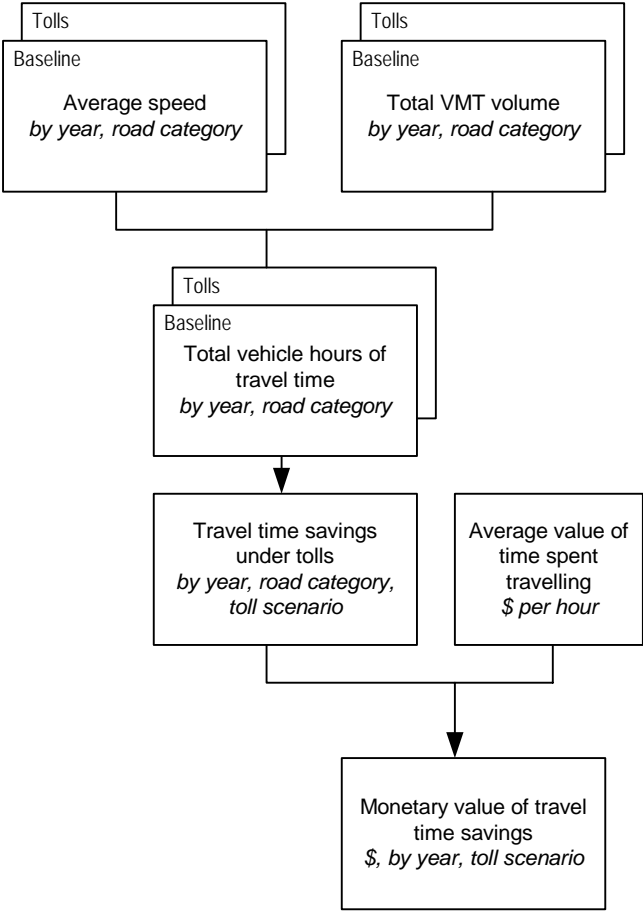 Tolls
Baseline
Average speed
by year, road category
Tolls
Baseline
Total VMT volume
by year, road category
Tolls
Baseline
Total vehicle hours of
travel time
by year, road category
Travel time savings
under tolls
by year, road category,
toll scenario
Average value of
time spent
travelling
$ per hour
Monetary value of travel
time savings
$, by year, toll scenario